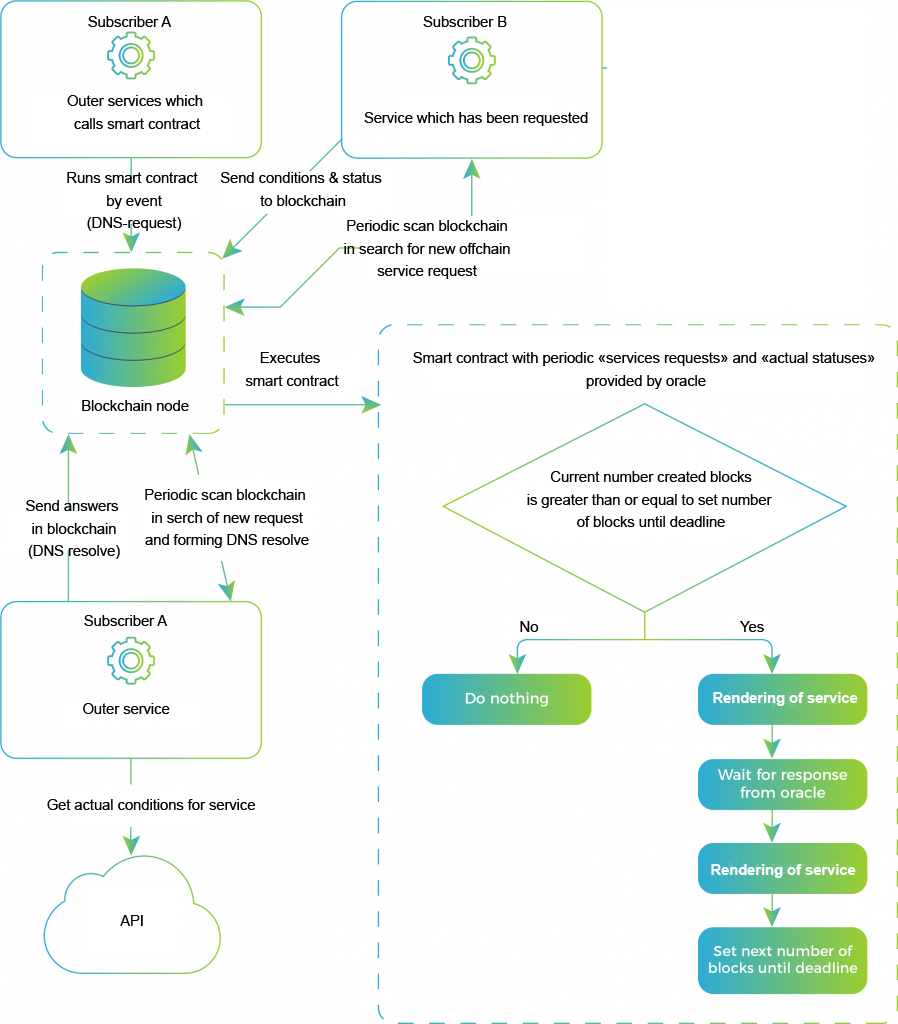 Subscriber A
Outer services which
calls smart contract
Subscriber B
Service which has been requested
Runs smart contract
by event
(DNS-request)
Send conditions & status
to blockchain
Periodic scan blockchain
in search for new offchain
service request
Blockchain node
Executes
smart contract
Smart contract with periodic «services requests» and «actual statuses»
provided by oracle
Current number created blocks
is greater than or equal to set number
of blocks until deadline
No
Yes
Do nothing
Rendering of service
Wait for response
from oracle
Rendering of service
Set next number of
blocks until deadline
Send answers
in blockchain
(DNS resolve)
Periodic scan blockchain
in serch of new request
and forming DNS resolve
Subscriber A
Outer service
Get actual conditions for service
API